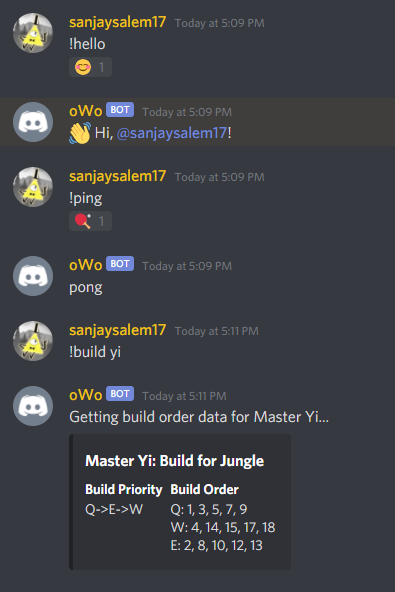 sanjaysalem17 Today at 5:09 PM
!hello
😊 1
oWo BOT Today at 5:09 PM
👋 Hi, @sanjaysalem17!
sanjaysalem17 Today at 5:09 PM
!ping
🏓 1
oWo BOT Today at 5:09 PM
pong
sanjaysalem17 Today at 5:11 PM
!build yi
oWo BOT Today at 5:11 PM
Getting build order data for Master Yi...
Master Yi: Build for Jungle
Build Priority Build Order
Q->E->W Q: 1, 3, 5, 7, 9
W: 4, 14, 15, 17, 18
E: 2, 8, 10, 12, 13